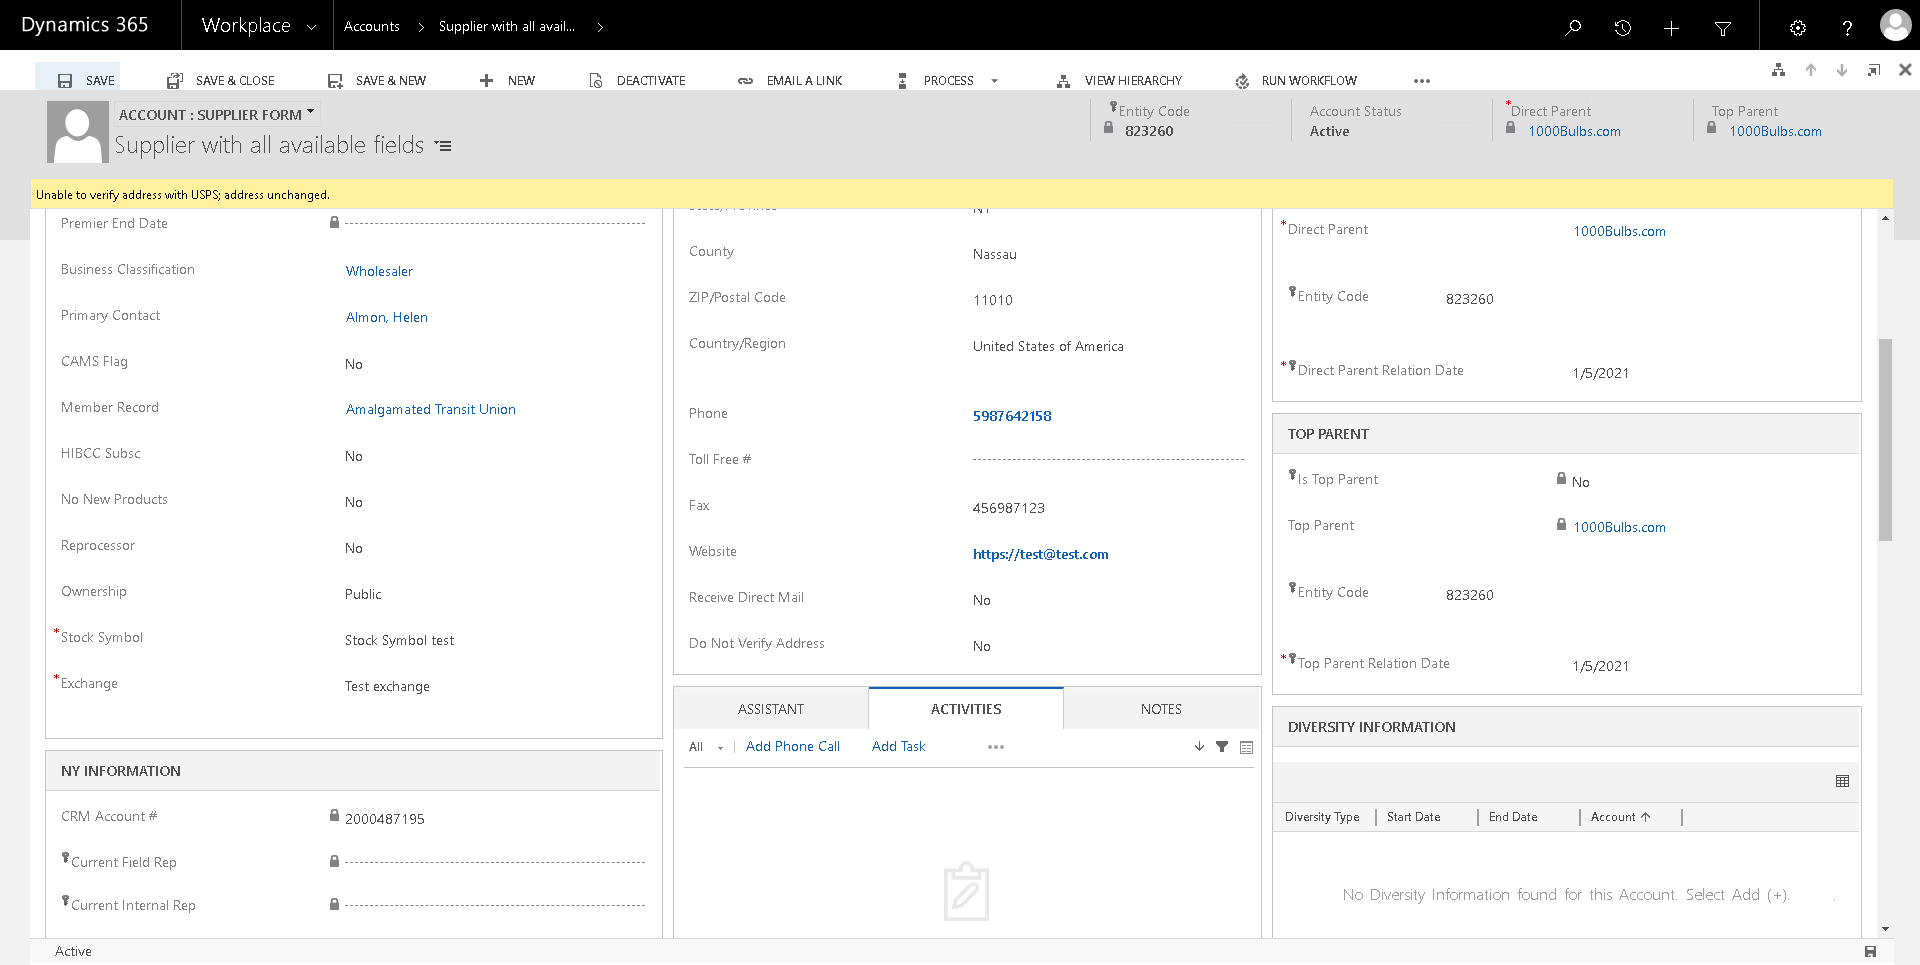 Dynamics 365
Workplace
Accounts
Supplier with all avail...
SAVE
SAVE & CLOSE
SAVE & NEW
NEW
DEACTIVATE
EMAIL A LINK
PROCESS
VIEW HIERARCHY
RUN WORKFLOW
ACCOUNT : SUPPLIER FORM
Supplier with all available fields
Entity Code
823260
Account Status
Active
*Direct Parent
1000Bulbs.com
Top Parent
1000Bulbs.com
Unable to verify address with USPS; address unchanged.
Premier End Date
Business Classification Wholesaler
Primary Contact Almon, Helen
CAMS Flag No
Member Record Amalgamated Transit Union
HIBCC Subsc No
No New Products No
Reprocessor No
Ownership Public
*Stock Symbol Stock Symbol test
*Exchange Test exchange
NY INFORMATION
CRM Account # 2000487195
Current Field Rep
Current Internal Rep
State/Province NY
County Nassau
ZIP/Postal Code 11010
Country/Region United States of America
Phone 5987642158
Toll Free #
Fax 456987123
Website https://test@test.com
Receive Direct Mail No
Do Not Verify Address No
ASSISTANT ACTIVITIES NOTES
All Add Phone Call Add Task
*Direct Parent 1000Bulbs.com
Entity Code 823260
*Direct Parent Relation Date 1/5/2021
TOP PARENT
Is Top Parent No
Top Parent 1000Bulbs.com
Entity Code 823260
*Top Parent Relation Date 1/5/2021
DIVERSITY INFORMATION
Diversity Type Start Date End Date Account
No Diversity Information found for this Account. Select Add (+).
Active